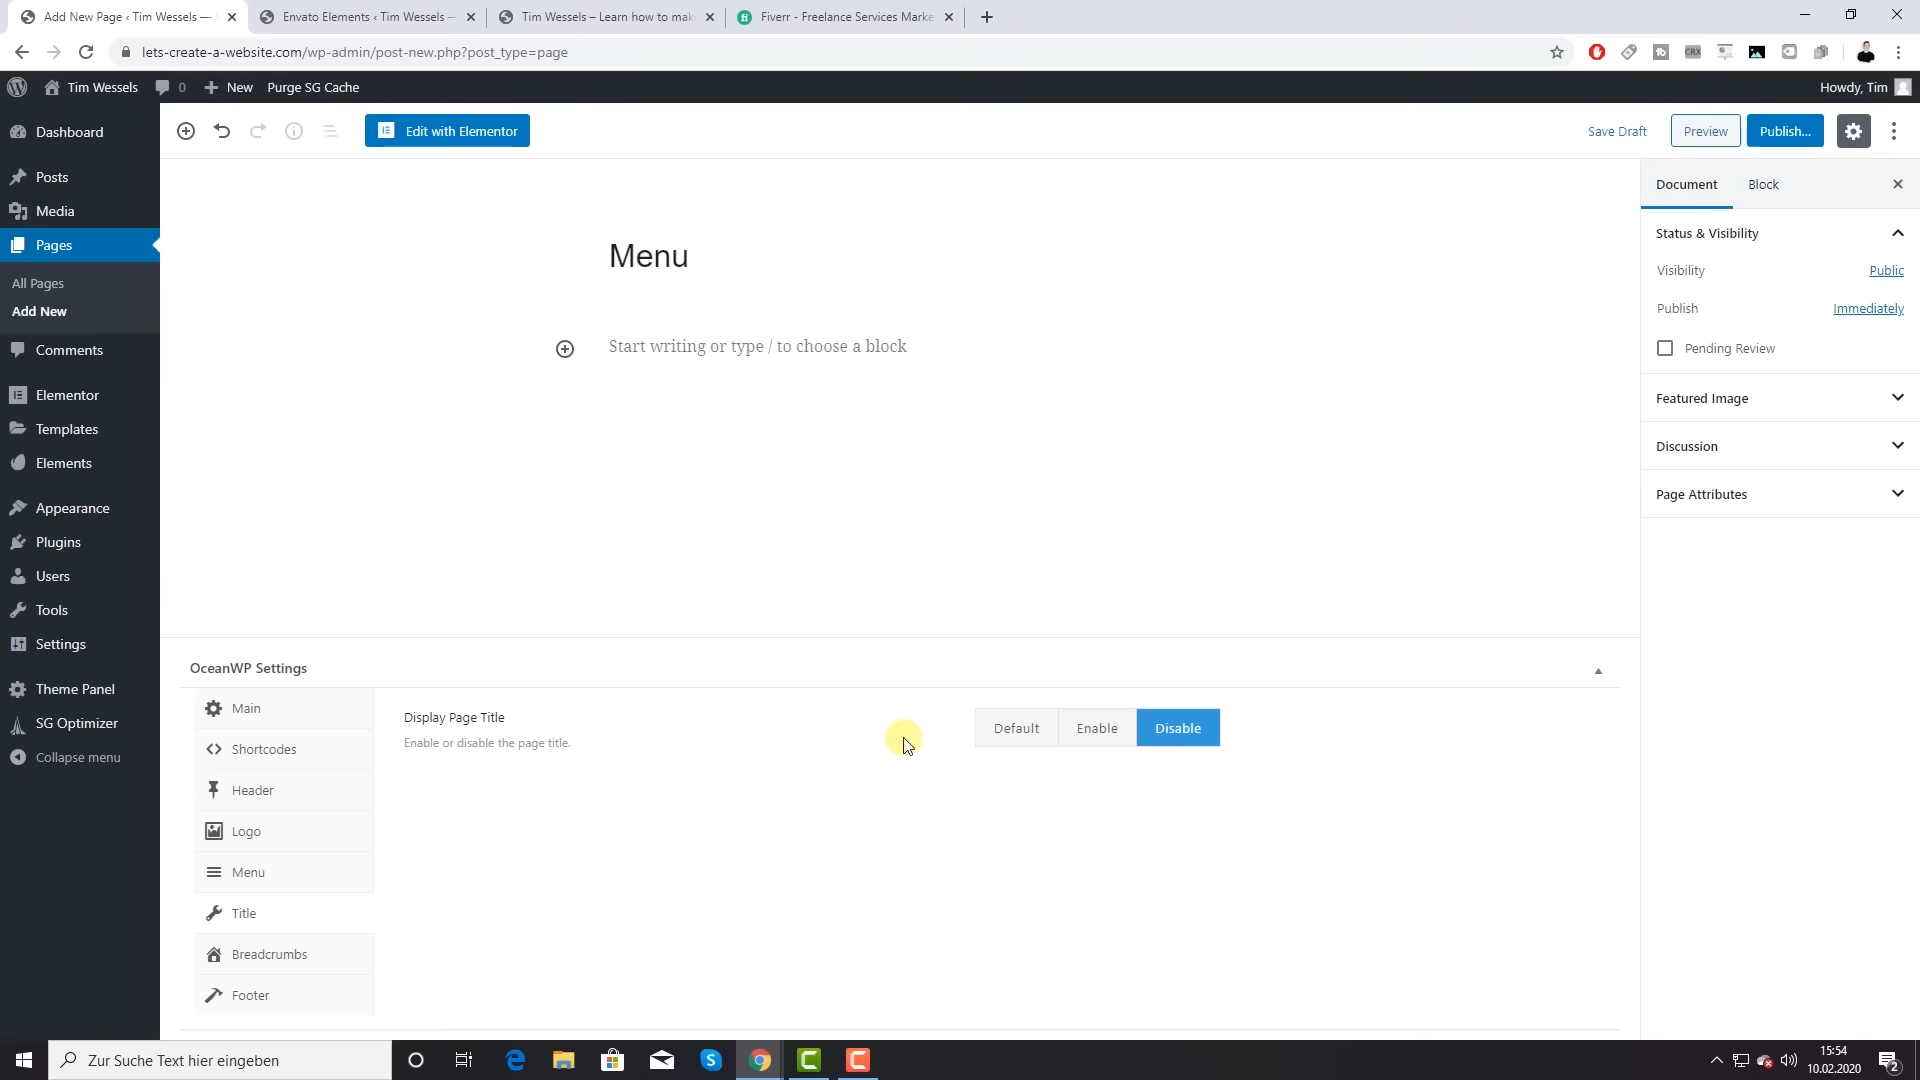 Add New Page ‹ Tim Wessels —
Envato Elements ‹ Tim Wessels —
Tim Wessels – Learn how to mak
Fiverr - Freelance Services Marke
lets-create-a-website.com/wp-admin/post-new.php?post_type=page
Tim Wessels
0
New
Purge SG Cache
Howdy, Tim
Dashboard
Posts
Media
Pages
All Pages
Add New
Comments
Elementor
Templates
Elements
Appearance
Plugins
Users
Tools
Settings
Theme Panel
SG Optimizer
Collapse menu
Edit with Elementor
Save Draft
Preview
Publish...
Menu
Start writing or type / to choose a block
Document
Block
Status & Visibility
Visibility
Public
Publish
Immediately
Pending Review
Featured Image
Discussion
Page Attributes
OceanWP Settings
Main
Shortcodes
Header
Logo
Menu
Title
Breadcrumbs
Footer
Display Page Title
Enable or disable the page title.
Default
Enable
Disable
Zur Suche Text hier eingeben
15:54
10.02.2020
2